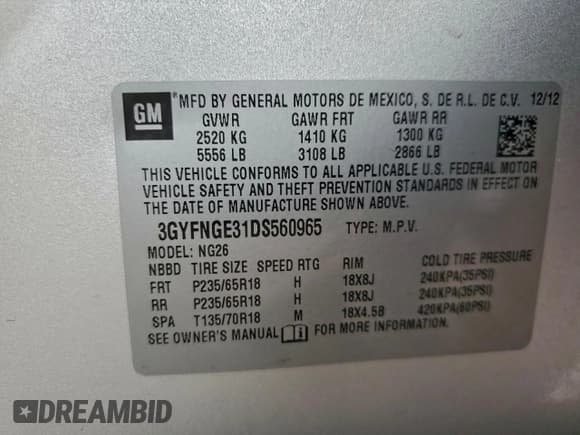 GM
MFD BY GENERAL MOTORS DE MEXICO, S. DE R.L. DE C.V. 12/12
GVWR GAWR FRT GAWR RR
2520 KG 1410 KG 1300 KG
5556 LB 3108 LB 2866 LB
THIS VEHICLE CONFORMS TO ALL APPLICABLE U.S. FEDERAL MOTOR
VEHICLE SAFETY AND THEFT PREVENTION STANDARDS IN EFFECT ON
THE DATE OF MANUFACTURE SHOWN ABOVE.
3GYFNGE31DS560965 TYPE: M.P.V.
MODEL: NG26
NBBD TIRE SIZE SPEED RTG RIM COLD TIRE PRESSURE
FRT P235/65R18 H 18X8J 240KPA(35PSI)
RR P235/65R18 H 18X8J 240KPA(35PSI)
SPA T135/70R18 M 18X4.5B 420KPA(60PSI)
SEE OWNER'S MANUAL FOR MORE INFORMATION.
DREAMBID